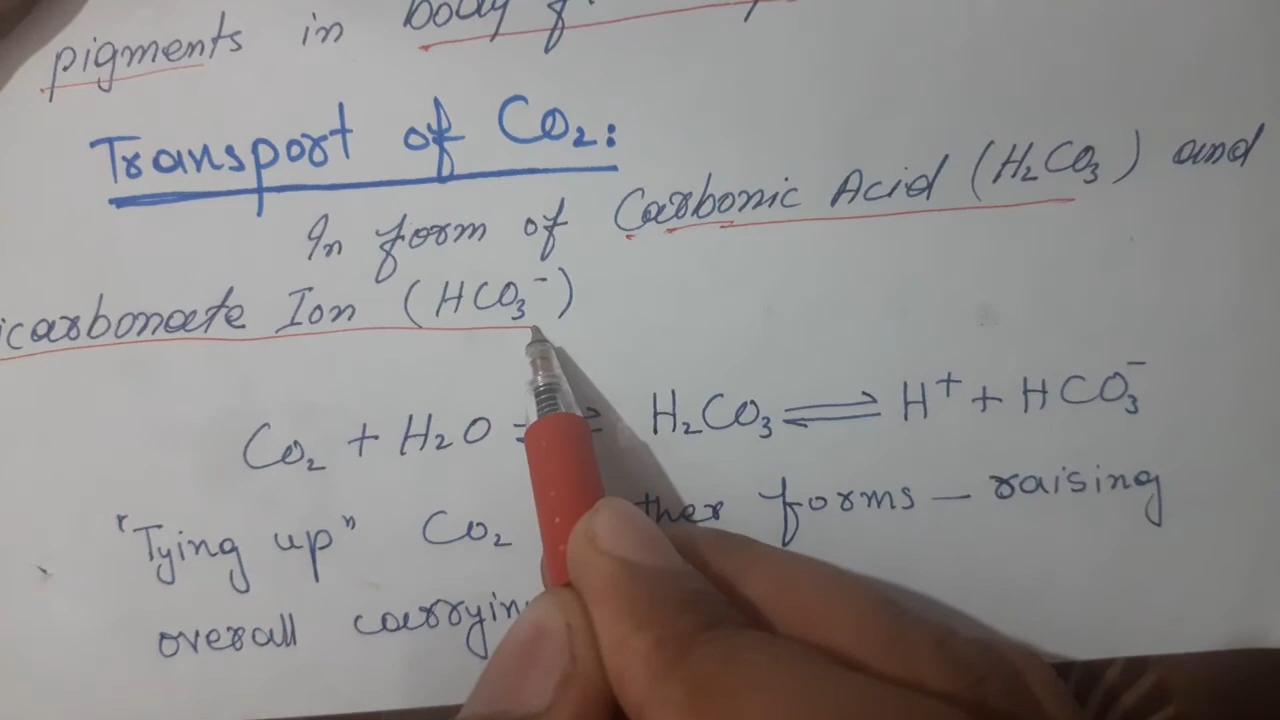 pigments in body
Transport of CO2:
In form of Carbonic Acid (H2CO3) and
icarbonate Ion (HCO3-)
CO2 + H2O ⇌ H2CO3 ⇌ H+ + HCO3-
"Tying up" CO2 ther forms – raising
overall carryin